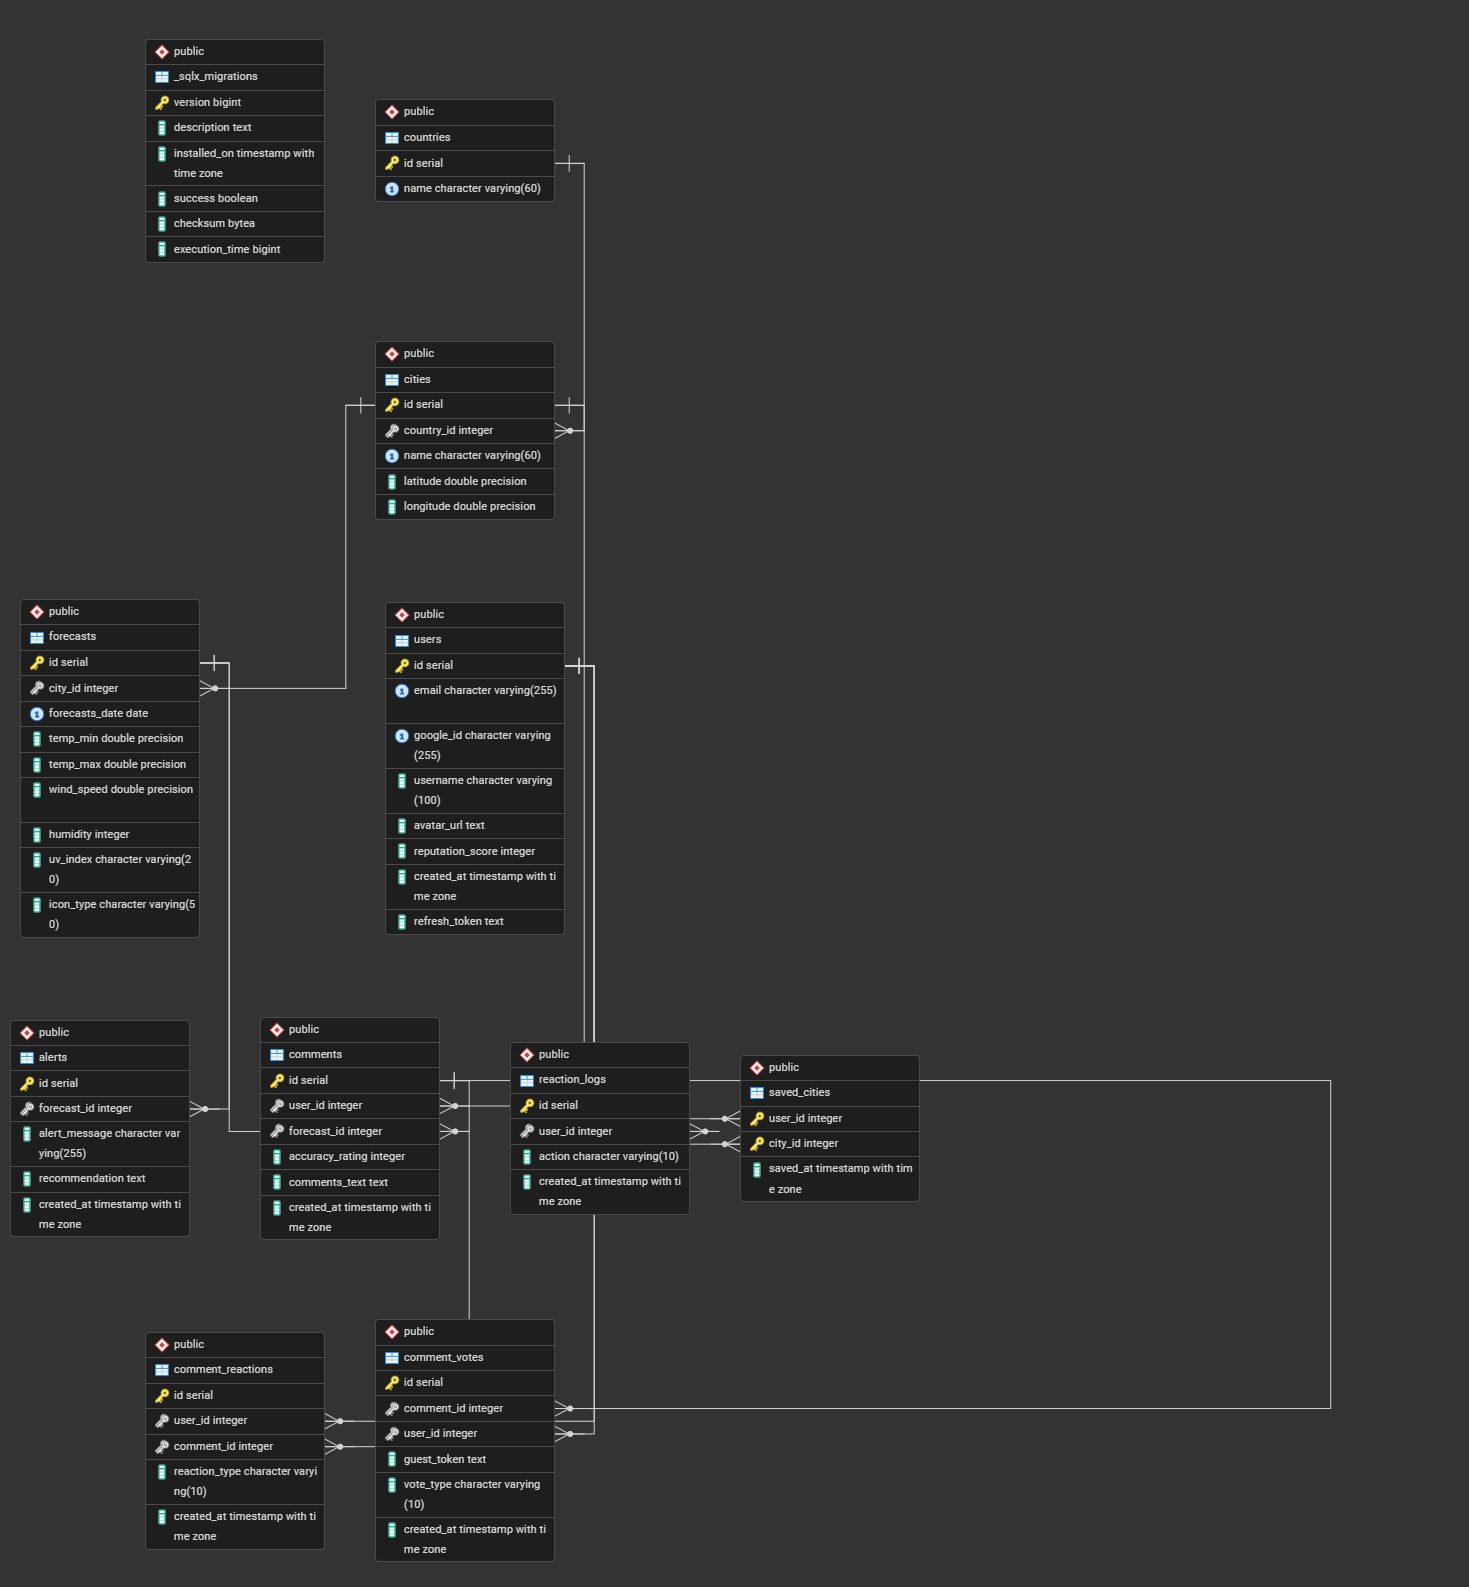 public
_sqlx_migrations
version bigint
description text
installed_on timestamp with
time zone
success boolean
checksum bytea
execution_time bigint
public
countries
id serial
1 name character varying(60)
public
cities
id serial
country_id integer
1 name character varying(60)
latitude double precision
longitude double precision
public
forecasts
id serial
city_id integer
1 forecasts_date date
temp_min double precision
temp_max double precision
wind_speed double precision
humidity integer
uv_index character varying(2
0)
icon_type character varying(5
0)
public
users
id serial
1 email character varying(255)
1 google_id character varying
(255)
username character varying
(100)
avatar_url text
reputation_score integer
created_at timestamp with ti
me zone
refresh_token text
public
alerts
id serial
forecast_id integer
alert_message character var
ying(255)
recommendation text
created_at timestamp with ti
me zone
public
comments
id serial
user_id integer
forecast_id integer
accuracy_rating integer
comments_text text
created_at timestamp with ti
me zone
public
reaction_logs
id serial
user_id integer
action character varying(10)
created_at timestamp with ti
me zone
public
saved_cities
user_id integer
city_id integer
saved_at timestamp with tim
e zone
public
comment_reactions
id serial
user_id integer
comment_id integer
reaction_type character varyi
ng(10)
created_at timestamp with ti
me zone
public
comment_votes
id serial
comment_id integer
user_id integer
guest_token text
vote_type character varying
(10)
created_at timestamp with ti
me zone